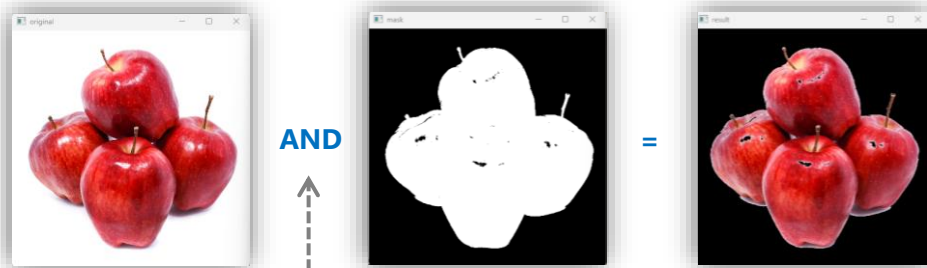 original
mask
result
AND
=